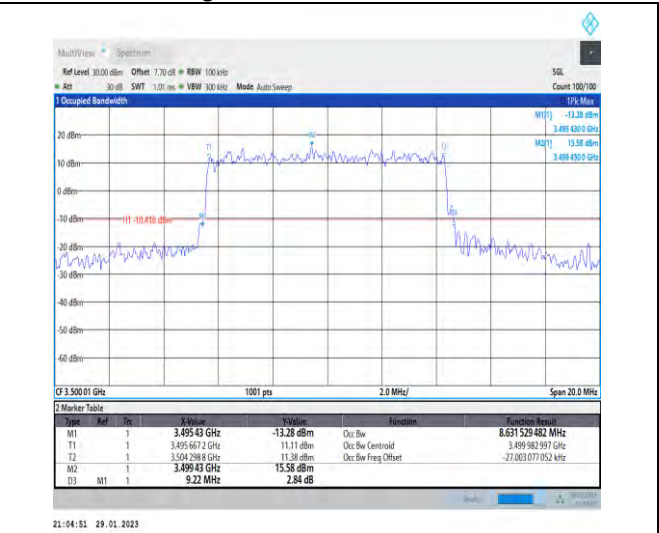 MultiView Spectrum
Ref Level 30.00 dBm Offset 7.70 dB RBW 100 kHz SGL
Att 30 dB SWT 1.01 ms VBW 300 kHz Mode Auto Sweep Count 100/100
1 Occupied Bandwidth 1Pk Max
M1[1] -13.28 dBm
3.495 430 0 GHz
M2[1] 15.58 dBm
3.499 430 0 GHz
20 dBm
M2
T1
10 dBm
0 dBm
-10 dBm
H1 -10.418 dBm
-20 dBm
-30 dBm
-40 dBm
-50 dBm
-60 dBm
CF 3.500 01 GHz 1001 pts 2.0 MHz/ Span 20.0 MHz
2 Marker Table
Type Ref Trc X-Value Y-Value Function Function Result
M1 1 3.495 43 GHz -13.28 dBm Occ Bw 8.631 529 482 MHz
T1 1 3.495 667 2 GHz 11.11 dBm Occ Bw Centroid 3.499 982 997 GHz
T2 1 3.504 298 8 GHz 11.38 dBm Occ Bw Freq Offset -27.003 077 052 kHz
M2 1 3.499 43 GHz 15.58 dBm
D3 M1 1 9.22 MHz 2.84 dB
21:04:51 29.01.2023